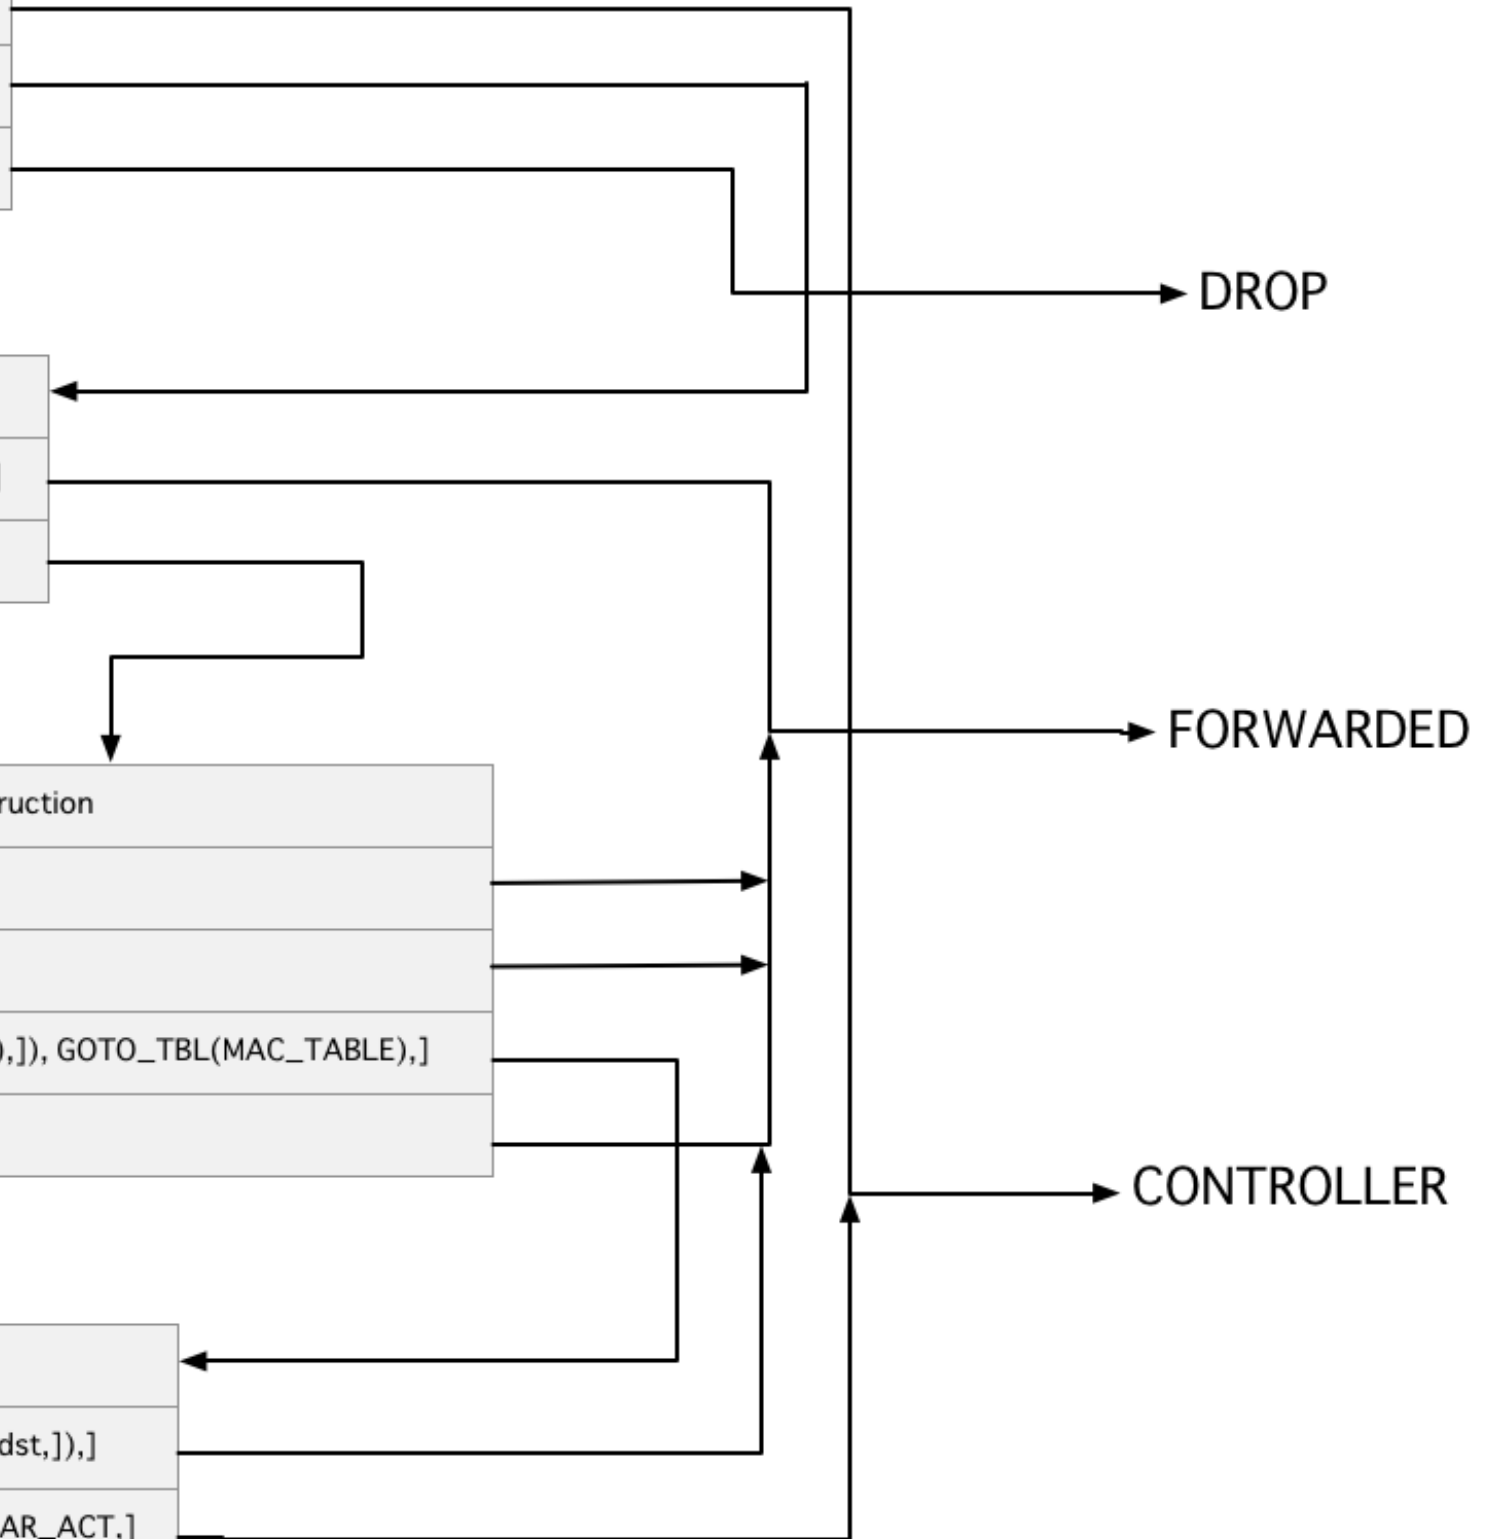 DROP
]
FORWARDED
ruction
),]), GOTO_TBL(MAC_TABLE),]
CONTROLLER
dst,]),]
AR_ACT,]